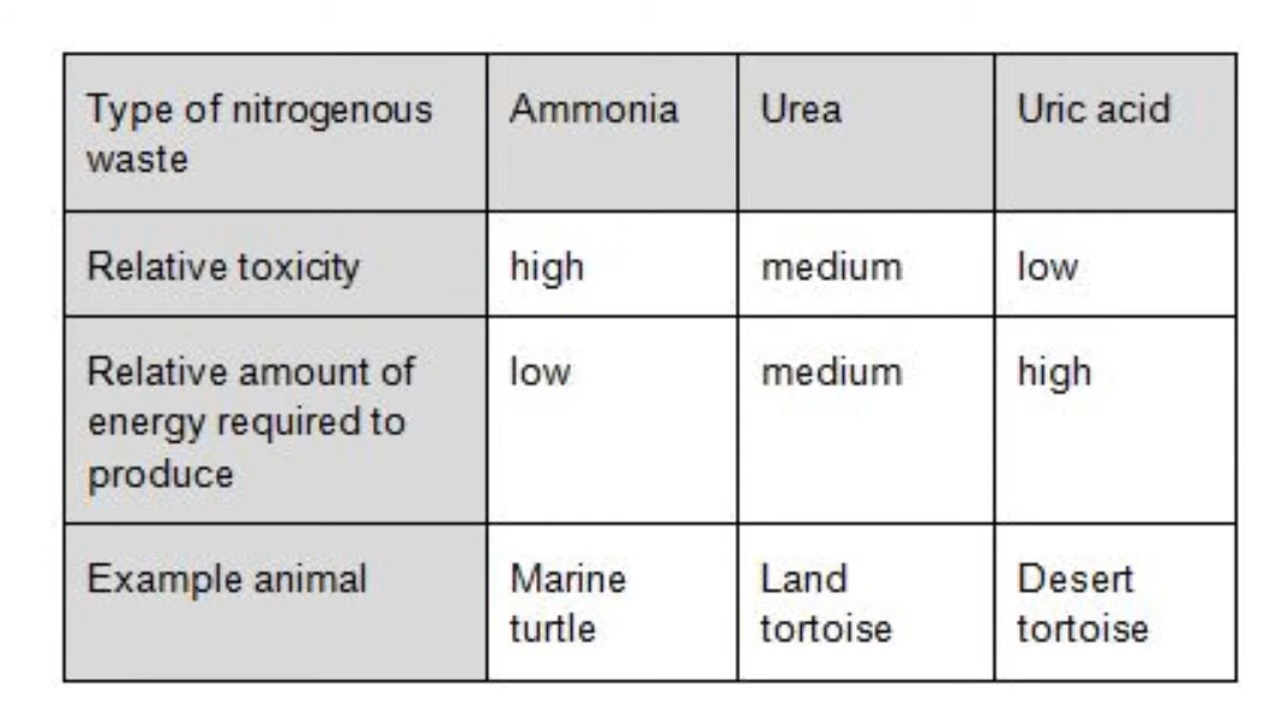 Type of nitrogenous waste Ammonia Urea Uric acid
Relative toxicity high medium low
Relative amount of energy required to produce low medium high
Example animal Marine turtle Land tortoise Desert tortoise